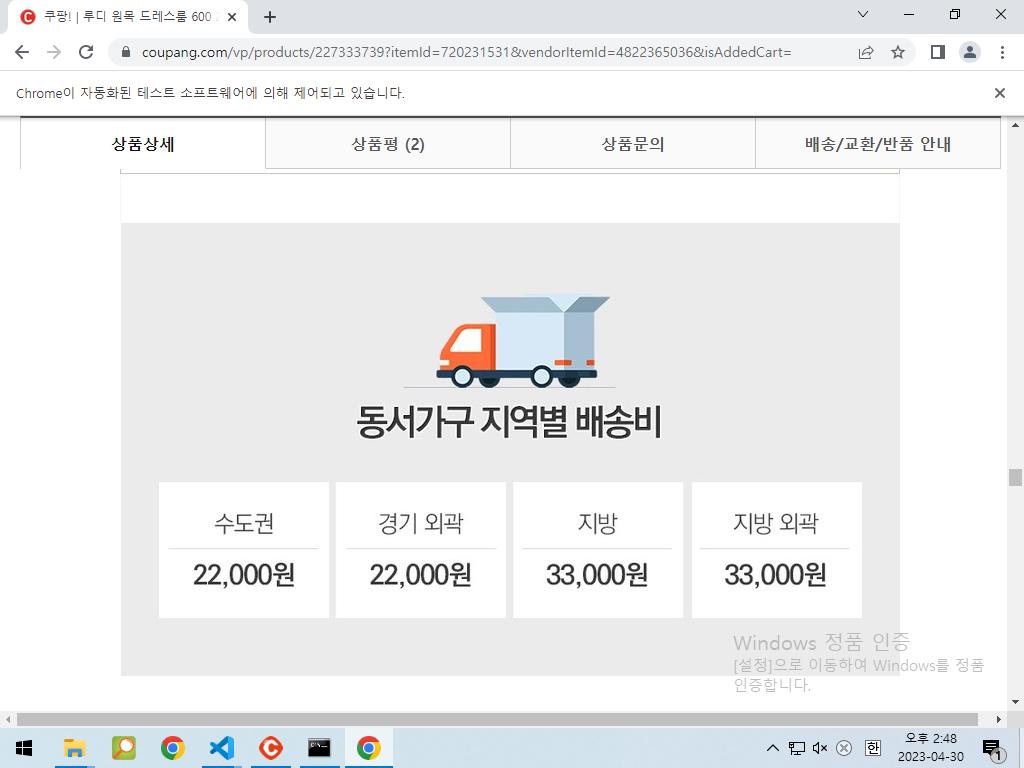 쿠팡! | 루디 원목 드레스룸 600
coupang.com/vp/products/227333739?itemId=720231531&vendorItemId=4822365036&isAddedCart=
Chrome이 자동화된 테스트 소프트웨어에 의해 제어되고 있습니다.
상품상세 상품평 (2) 상품문의 배송/교환/반품 안내
동서가구 지역별 배송비
수도권 경기 외곽 지방 지방 외곽
22,000원 22,000원 33,000원 33,000원
Windows 정품 인증
[설정]으로 이동하여 Windows를 정품
인증합니다.
한
오후 2:48
2023-04-30
1